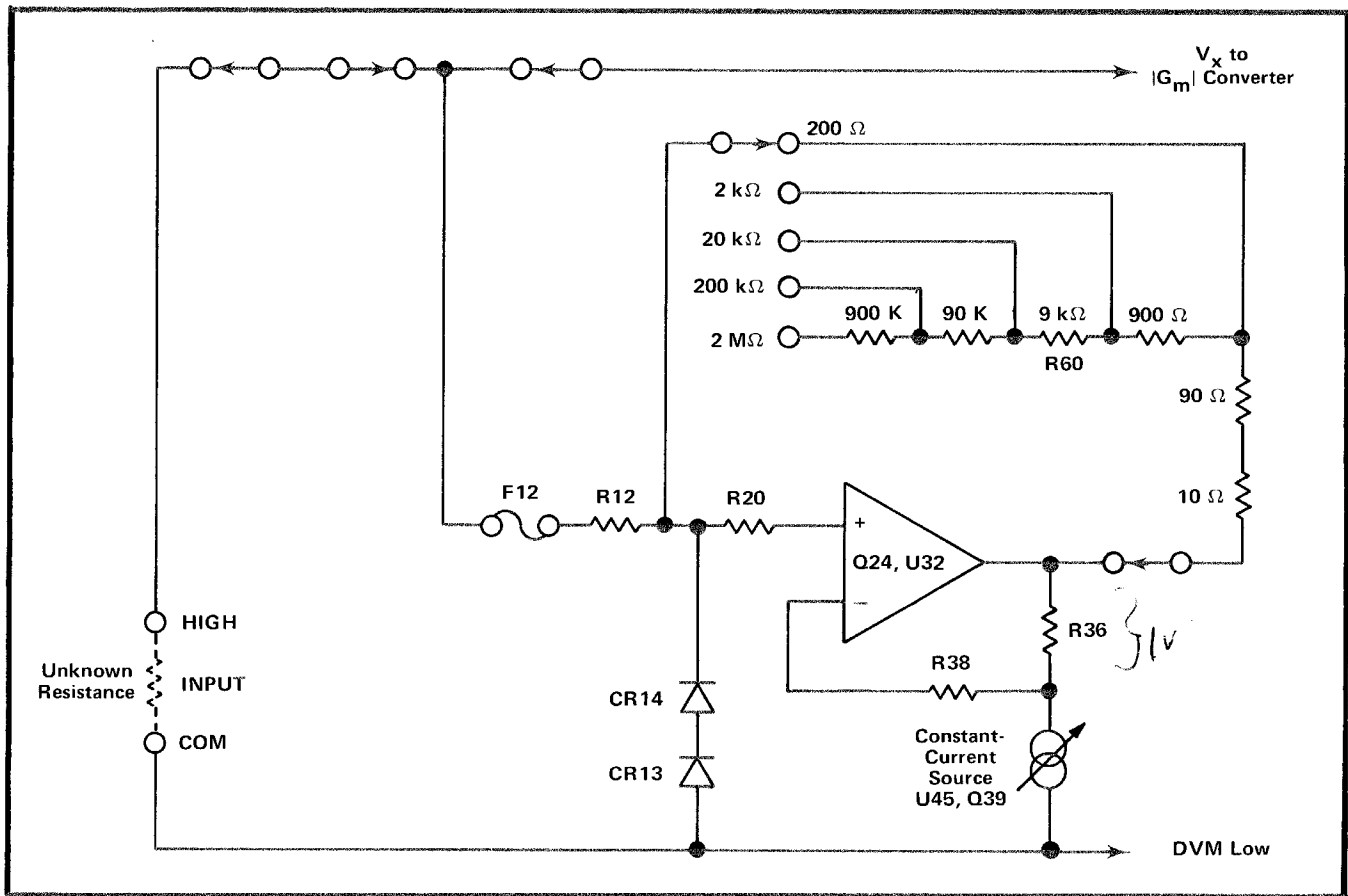 Vx to
|Gm| Converter
200 Ω
2 kΩ
20 kΩ
200 kΩ
900 K
90 K
9 kΩ
900 Ω
2 MΩ
R60
90 Ω
F12
R12
R20
10 Ω
+
Q24, U32
−
HIGH
R36
1V
Unknown
Resistance
INPUT
R38
CR14
COM
Constant-
Current
Source
U45, Q39
CR13
DVM Low